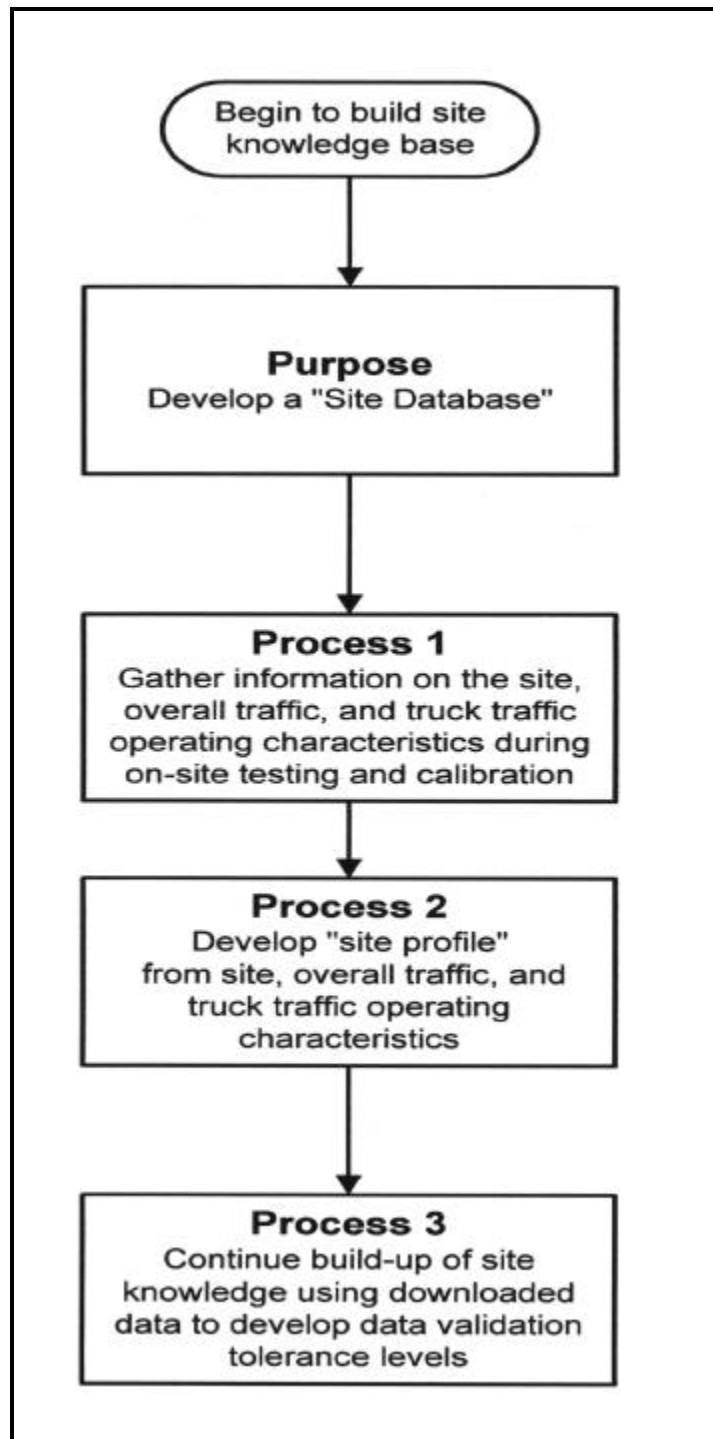 Begin to build site
knowledge base
Purpose
Develop a "Site Database"
Process 1
Gather information on the site,
overall traffic, and truck traffic
operating characteristics during
on-site testing and calibration
Process 2
Develop "site profile"
from site, overall traffic, and
truck traffic operating
characteristics
Process 3
Continue build-up of site
knowledge using downloaded
data to develop data validation
tolerance levels